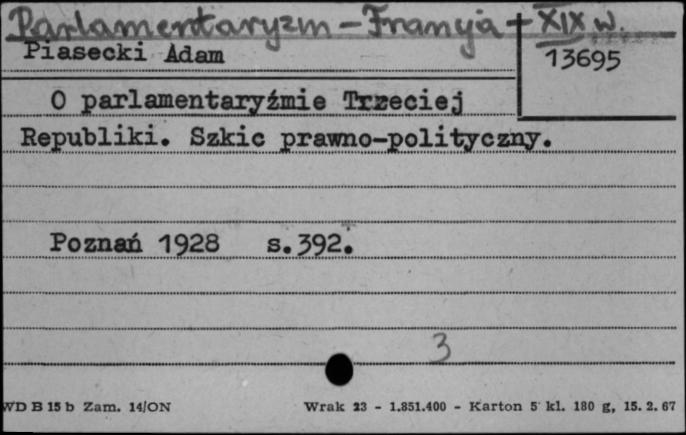 Parlamentaryzm - Francja + XIX w.
Piasecki Adam
13695
O parlamentaryźmie Trzeciej
Republiki. Szkic prawno-polityczny.
Poznań 1928 s.392.
3
WD B 15 b Zam. 14/ON Wrak 23 - 1.851.400 - Karton 5 kl. 180 g, 15. 2. 67